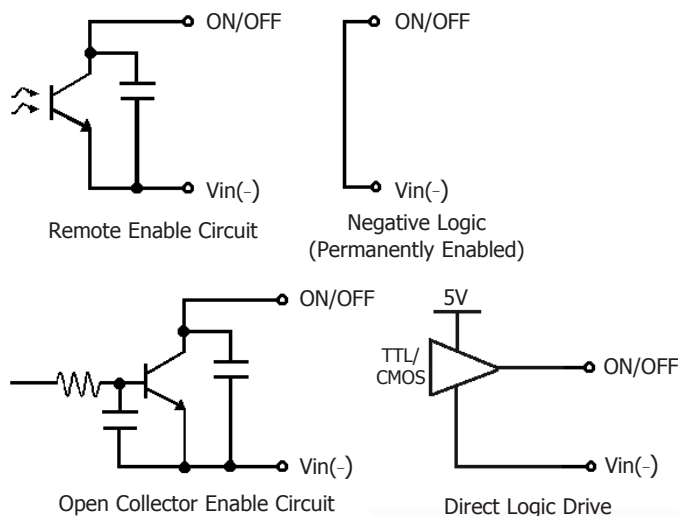 ON/OFF
Vin(-)
Remote Enable Circuit
ON/OFF
Vin(-)
Negative Logic
(Permanently Enabled)
ON/OFF
Vin(-)
Open Collector Enable Circuit
5V
TTL/
CMOS
ON/OFF
Vin(-)
Direct Logic Drive